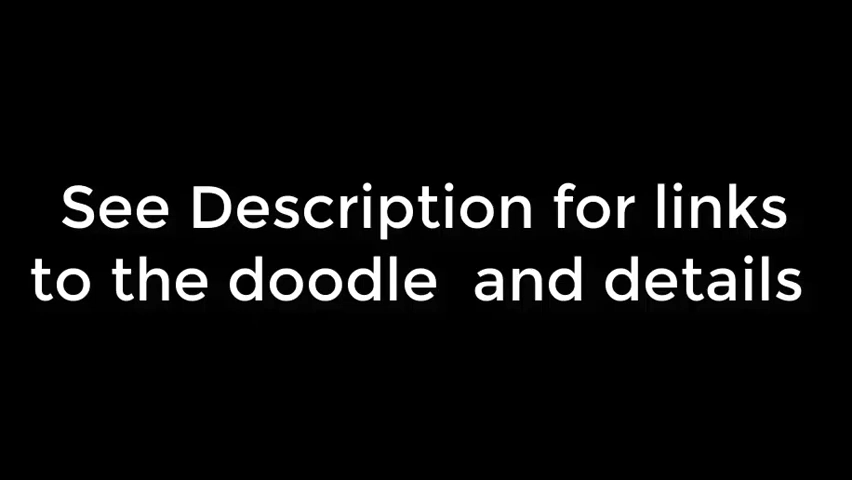 See Description for links
to the doodle  and details